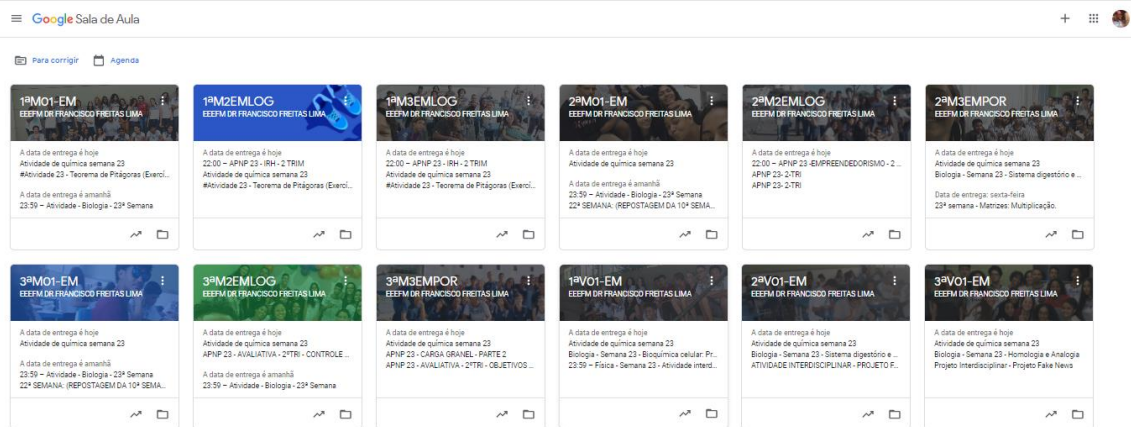 Google Sala de Aula
Para corrigir Agenda
1ªM01-EM
EEEFM DR FRANCISCO FREITAS LIMA
A data de entrega é hoje
Atividade de química semana 23
#Atividade 23 - Teorema de Pitágoras (Exercí...
A data de entrega é amanhã
23:59 – Atividade - Biologia - 23ª Semana
1ªM2EMLOG
EEEFM DR FRANCISCO FREITAS LIMA
A data de entrega é hoje
22:00 – APNP 23 - IRH - 2 TRIM
Atividade de química semana 23
#Atividade 23 - Teorema de Pitágoras (Exercí...
1ªM3EMLOG
EEEFM DR FRANCISCO FREITAS LIMA
A data de entrega é hoje
22:00 – APNP 23 - IRH - 2 TRIM
Atividade de química semana 23
#Atividade 23 - Teorema de Pitágoras (Exercí...
2ªM01-EM
EEEFM DR FRANCISCO FREITAS LIMA
A data de entrega é hoje
Atividade de química semana 23
A data de entrega é amanhã
23:59 – Atividade - Biologia - 23ª Semana
22ª SEMANA: (REPOSTAGEM DA 10ª SEMA...
2ªM2EMLOG
EEEFM DR FRANCISCO FREITAS LIMA
A data de entrega é hoje
22:00 – APNP 23 -EMPREENDEDORISMO - 2 ...
APNP 23- 2-TRI
APNP 23- 2-TRI
2ªM3EMPOR
EEEFM DR FRANCISCO FREITAS LIMA
A data de entrega é hoje
Atividade de química semana 23
Biologia - Semana 23 - Sistema digestório e ...
Data de entrega: sexta-feira
23ª semana - Matrizes: Multiplicação.
3ªM01-EM
EEEFM DR FRANCISCO FREITAS LIMA
A data de entrega é hoje
Atividade de química semana 23
A data de entrega é amanhã
23:59 – Atividade - Biologia - 23ª Semana
22ª SEMANA: (REPOSTAGEM DA 10ª SEMA...
3ªM2EMLOG
EEEFM DR FRANCISCO FREITAS LIMA
A data de entrega é hoje
Atividade de química semana 23
APNP 23 - AVALIATIVA - 2ºTRI - CONTROLE ...
A data de entrega é amanhã
23:59 – Atividade - Biologia - 23ª Semana
3ªM3EMPOR
EEEFM DR FRANCISCO FREITAS LIMA
A data de entrega é hoje
Atividade de química semana 23
APNP 23 - CARGA GRANEL - PARTE 2
APNP 23 - AVALIATIVA - 2ºTRI - OBJETIVOS ...
1ªV01-EM
EEEFM DR FRANCISCO FREITAS LIMA
A data de entrega é hoje
Atividade de química semana 23
Biologia - Semana 23 - Bioquímica celular: Pr...
23:59 – Física - Semana 23 - Atividade interd...
2ªV01-EM
EEEFM DR FRANCISCO FREITAS LIMA
A data de entrega é hoje
Atividade de química semana 23
Biologia - Semana 23 - Sistema digestório e ...
ATIVIDADE INTERDISCIPLINAR - PROJETO F...
3ªV01-EM
EEEFM DR FRANCISCO FREITAS LIMA
A data de entrega é hoje
Atividade de química semana 23
Biologia - Semana 23 - Homologia e Analogia
Projeto Interdisciplinar - Projeto Fake News